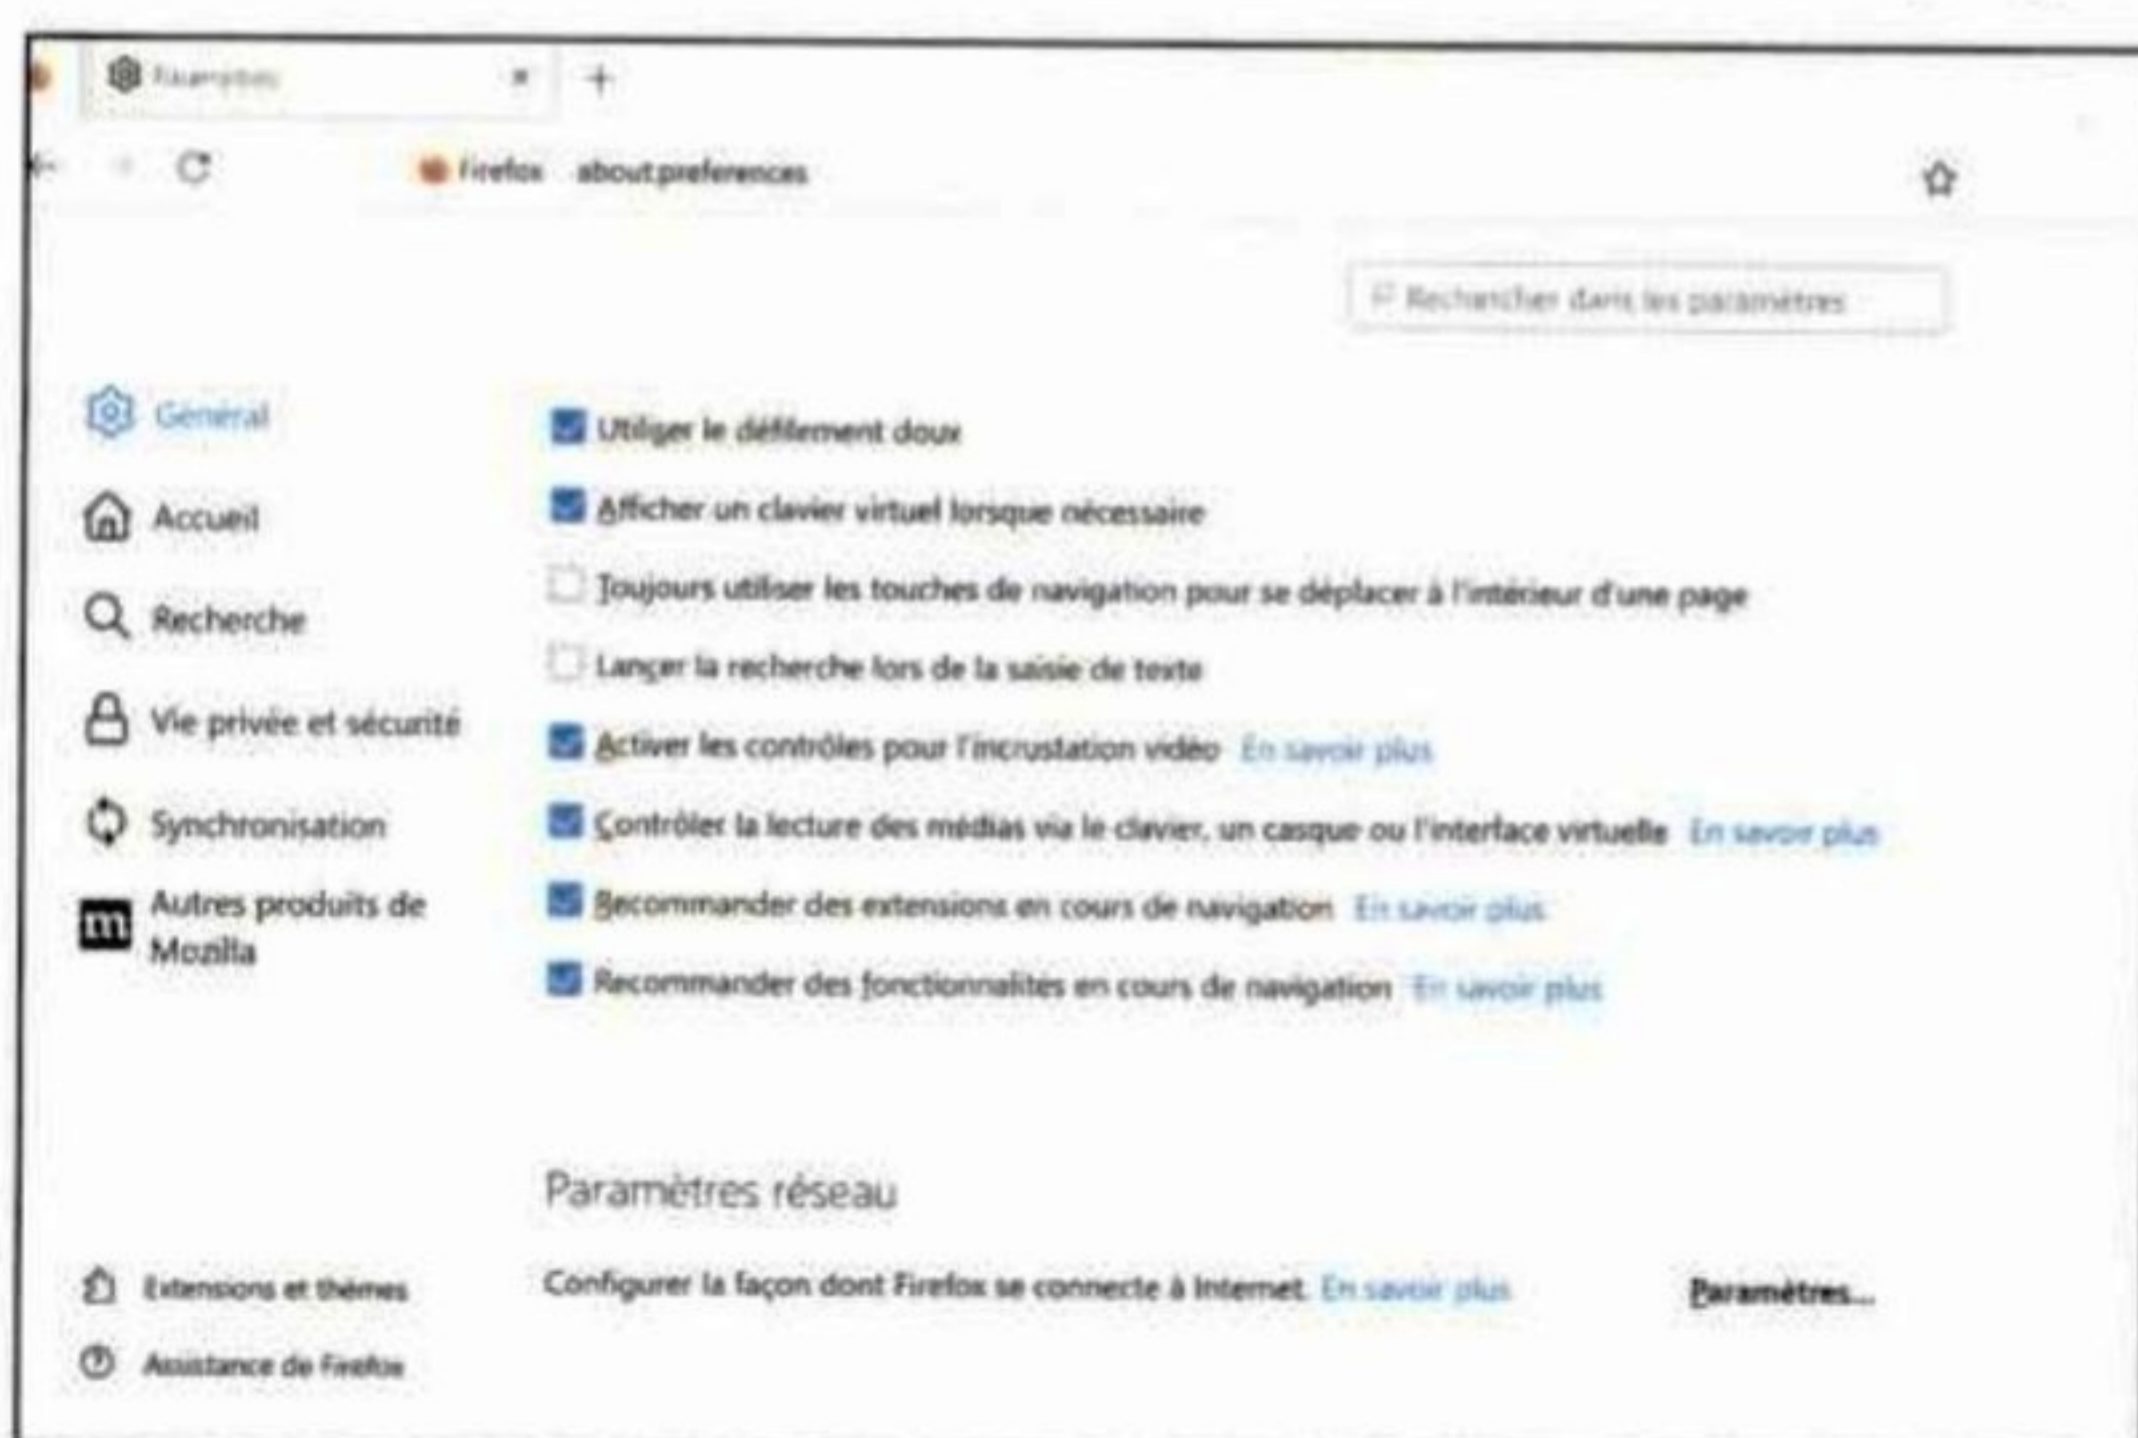 Paramètres
Firefox about:preferences
Rechercher dans les paramètres
Général
Accueil
Recherche
Vie privée et sécurité
Synchronisation
Autres produits de
Mozilla
Extensions et thèmes
Assistance de Firefox
Utiliser le défilement doux
Afficher un clavier virtuel lorsque nécessaire
Toujours utiliser les touches de navigation pour se déplacer à l'intérieur d'une page
Lancer la recherche lors de la saisie de texte
Activer les contrôles pour l'incrustation vidéo En savoir plus
Contrôler la lecture des médias via le clavier, un casque ou l'interface virtuelle En savoir plus
Recommander des extensions en cours de navigation En savoir plus
Recommander des fonctionnalités en cours de navigation En savoir plus
Paramètres réseau
Configurer la façon dont Firefox se connecte à Internet. En savoir plus
Paramètres...